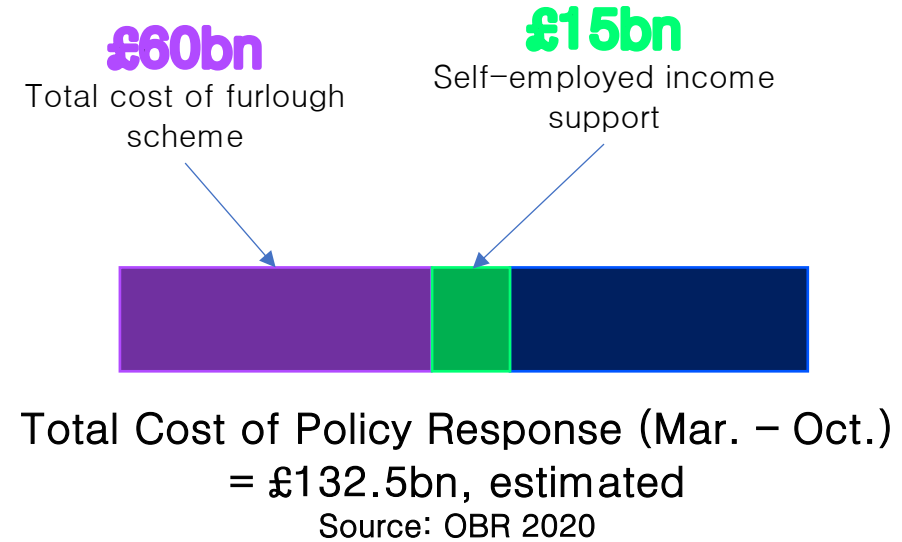 £60bn
Total cost of furlough
scheme
£15bn
Self-employed income
support
Total Cost of Policy Response (Mar. – Oct.)
= £132.5bn, estimated
Source: OBR 2020